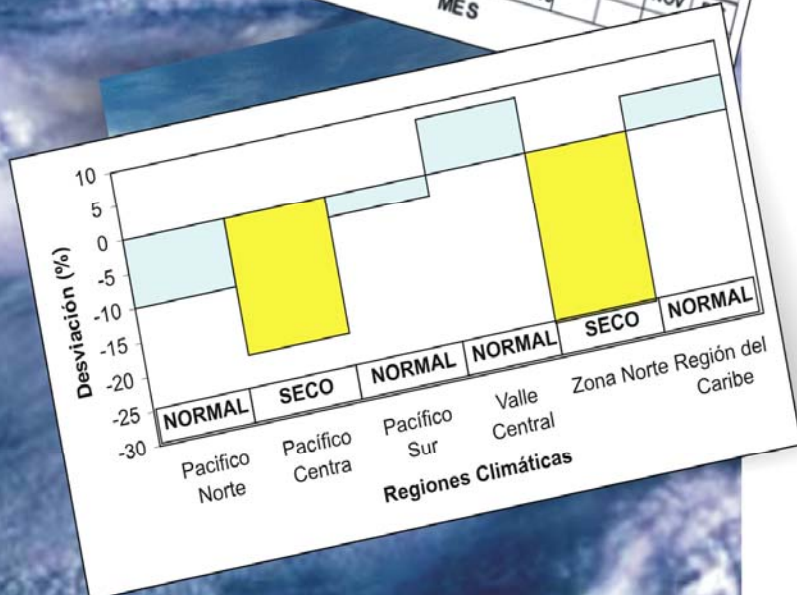 MES
NOV
10
5
0
-5
-10
-15
-20
-25
-30
Desviación (%)
NORMAL SECO NORMAL NORMAL SECO NORMAL
Pacifico Norte
Pacífico Centra
Pacífico Sur
Valle Central
Zona Norte
Región del Caribe
Regiones Climáticas